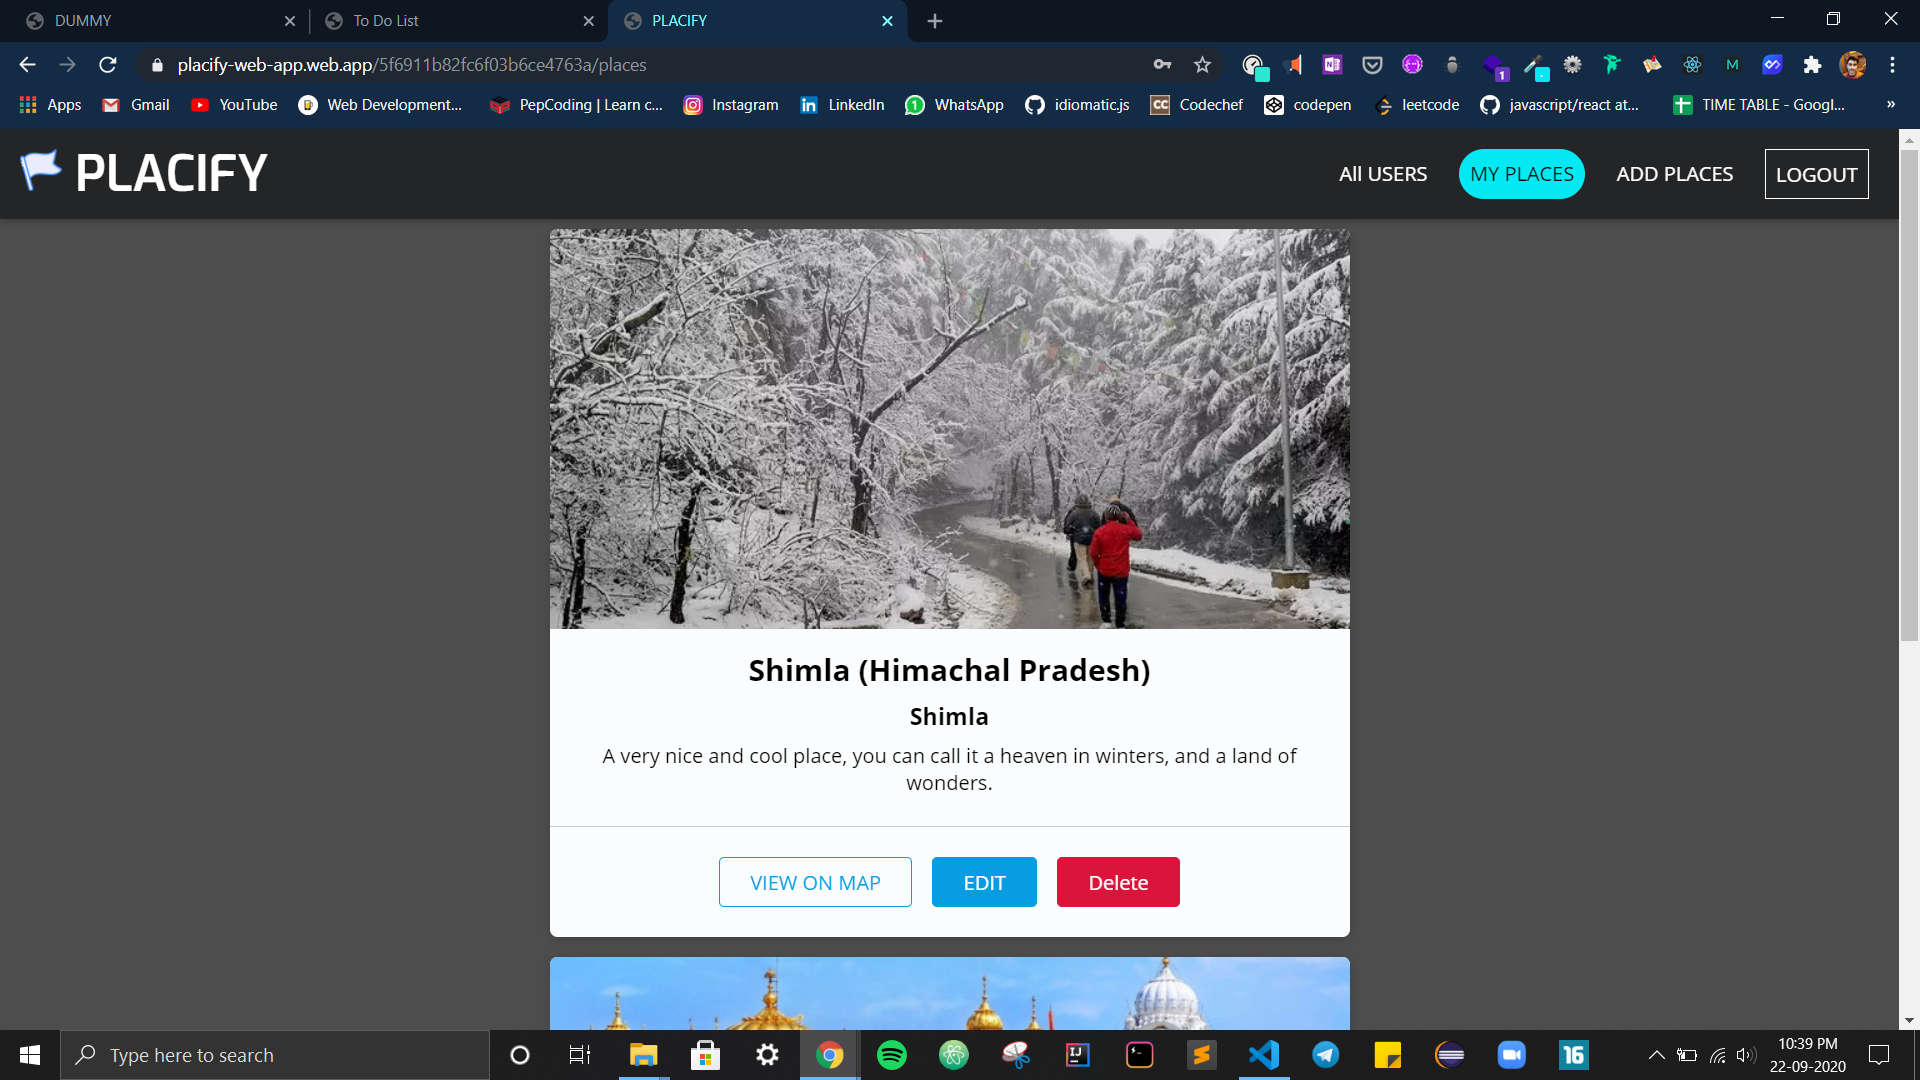 DUMMY
To Do List
PLACIFY
placify-web-app.web.app/5f6911b82fc6f03b6ce4763a/places
Apps
Gmail
YouTube
Web Development...
PepCoding | Learn c...
Instagram
LinkedIn
WhatsApp
idiomatic.js
CC
Codechef
codepen
leetcode
javascript/react at...
TIME TABLE - Googl...
»
PLACIFY
All USERS
MY PLACES
ADD PLACES
LOGOUT
Shimla (Himachal Pradesh)
Shimla
A very nice and cool place, you can call it a heaven in winters, and a land of
wonders.
VIEW ON MAP
EDIT
Delete
Type here to search
IJ
16
10:39 PM
22-09-2020